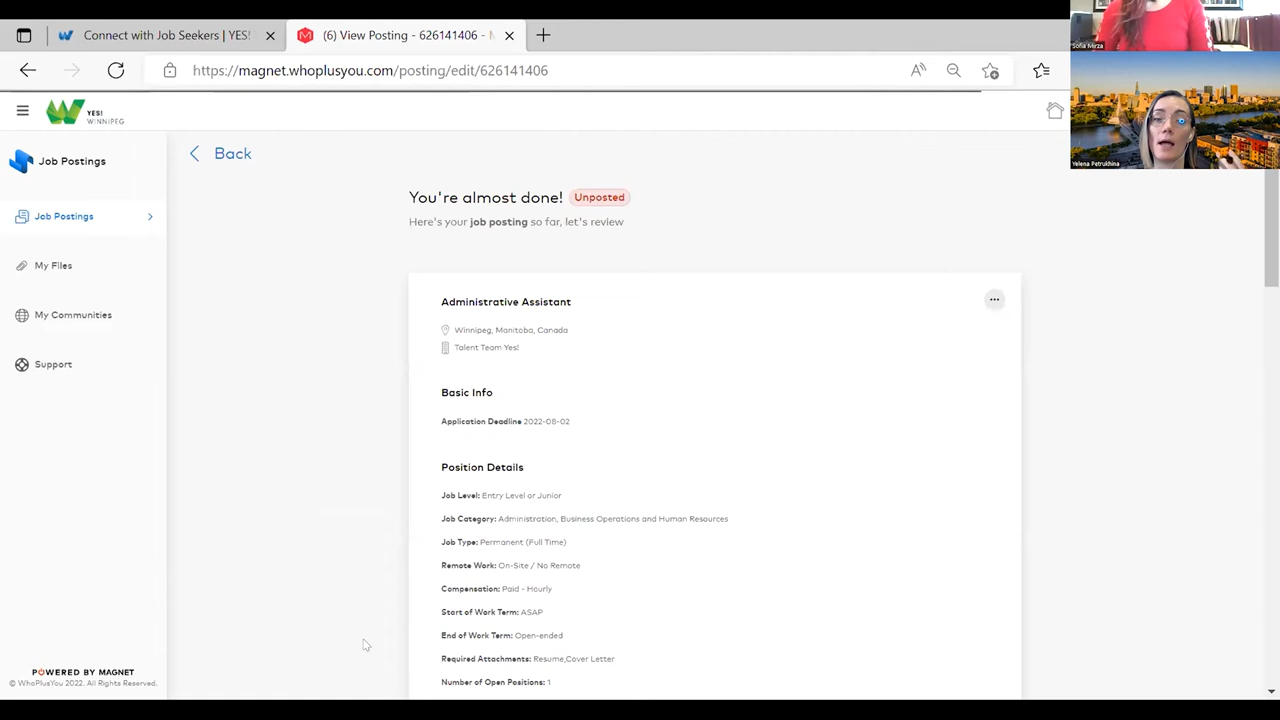 Connect with Job Seekers | YES!
(6) View Posting - 626141406 -
https://magnet.whoplusyou.com/posting/edit/626141406
Sofia Mirza
Yelena Petrukhina
YES!
WINNIPEG
Job Postings
Job Postings
My Files
My Communities
Support
POWERED BY MAGNET
© WhoPlusYou 2022. All Rights Reserved.
Back
You're almost done! Unposted
Here's your job posting so far, let's review
Administrative Assistant
Winnipeg, Manitoba, Canada
Talent Team Yes!
Basic Info
Application Deadline 2022-08-02
Position Details
Job Level: Entry Level or Junior
Job Category: Administration, Business Operations and Human Resources
Job Type: Permanent (Full Time)
Remote Work: On-Site / No Remote
Compensation: Paid - Hourly
Start of Work Term: ASAP
End of Work Term: Open-ended
Required Attachments: Resume,Cover Letter
Number of Open Positions: 1